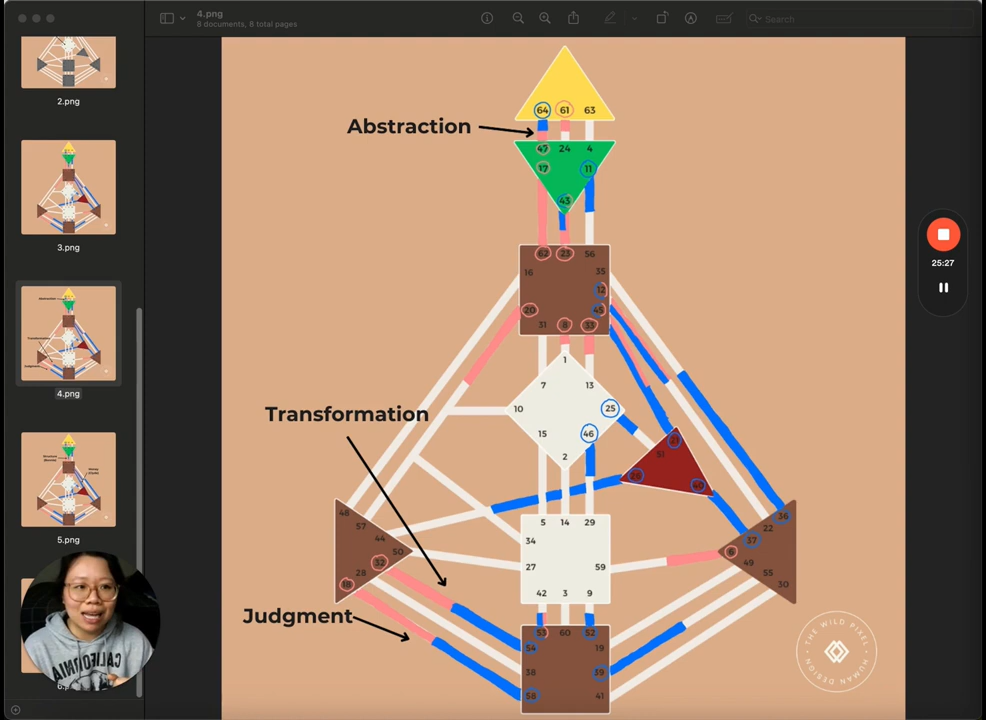 4.png
8 documents, 8 total pages
Search
2.png
3.png
4.png
5.png
25:27
Abstraction
Transformation
Judgment
64 61 63
47 24 4
17 11
43
62 23 56
16 35
12
20 45
31 8 33
1
7 13
10 25
15 46
2
21
51
26 40
48
57
44
50
32
28
18
5 14 29
34
27 59
42 3 9
36
22
37
6
49
55
30
53 60 52
54 19
38 39
58 41
THE WILD PIXEL
HUMAN DESIGN
CALIFORNIA